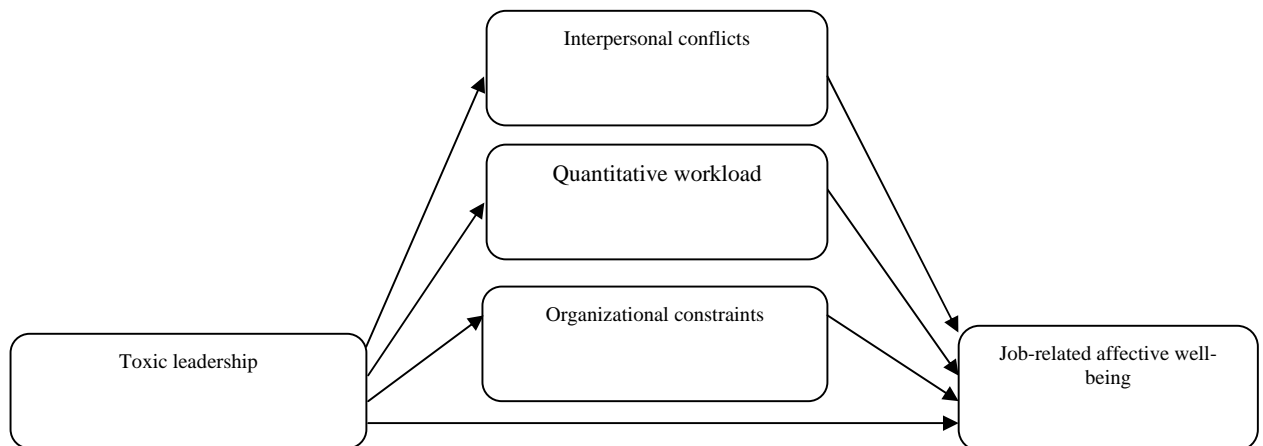 Interpersonal conflicts
Quantitative workload
Organizational constraints
Toxic leadership
Job-related affective well-
being